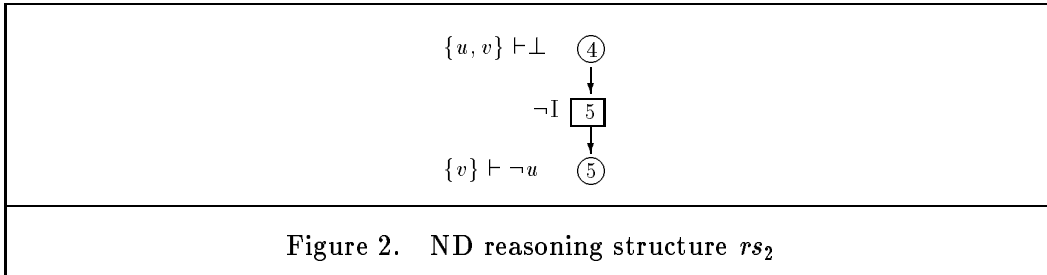 {u, v} ⊢⊥ 4
¬I 5
{v} ⊢ ¬u 5
Figure 2. ND reasoning structure rs₂